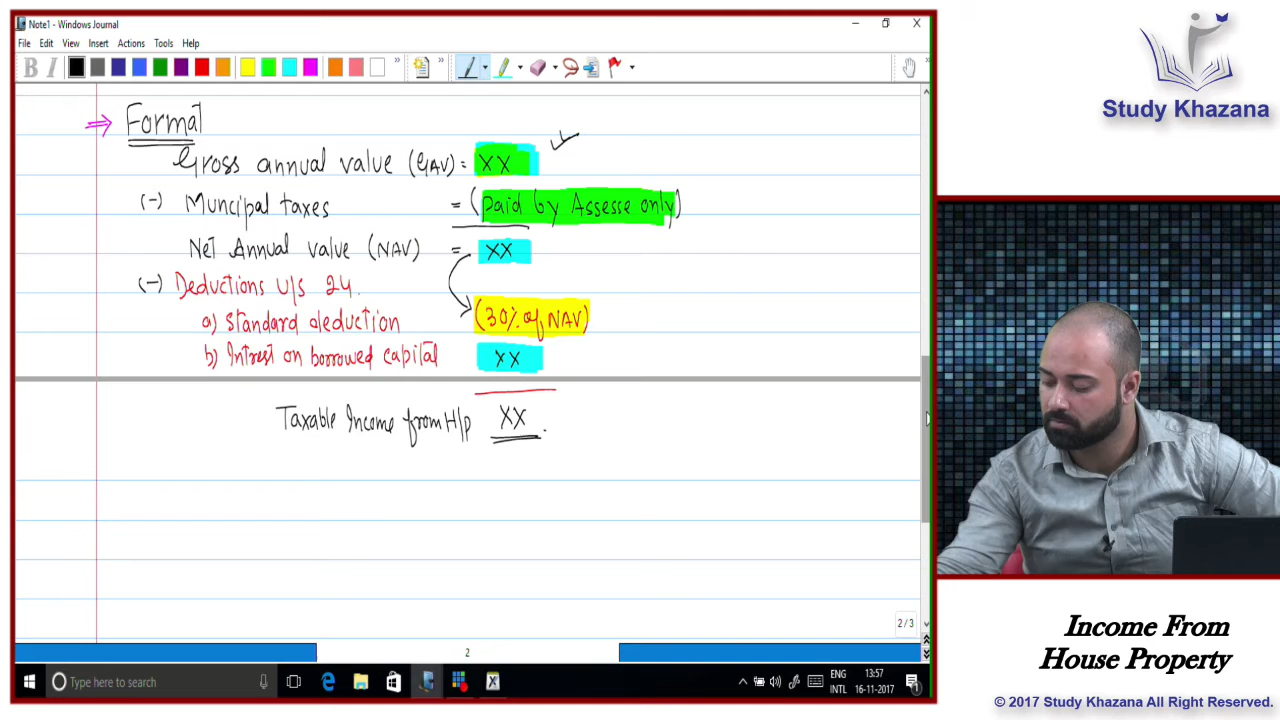 Note1 - Windows Journal
File Edit View Insert Actions Tools Help
B I
Study Khazana
Format
Gross annual value (GAV) = XX
(-) Muncipal taxes = (paid by Assesse only)
Net Annual value (NAV) = XX
(-) Deductions U/s 24.
a) Standard deduction (30% of NAV)
b) Intrest on borrowed capital XX
Taxable Income from H/p XX.
2 / 3
2
Type here to search
ENG
INTL
13:57
16-11-2017
1
Income From
House Property
© 2017 Study Khazana All Right Reserved.